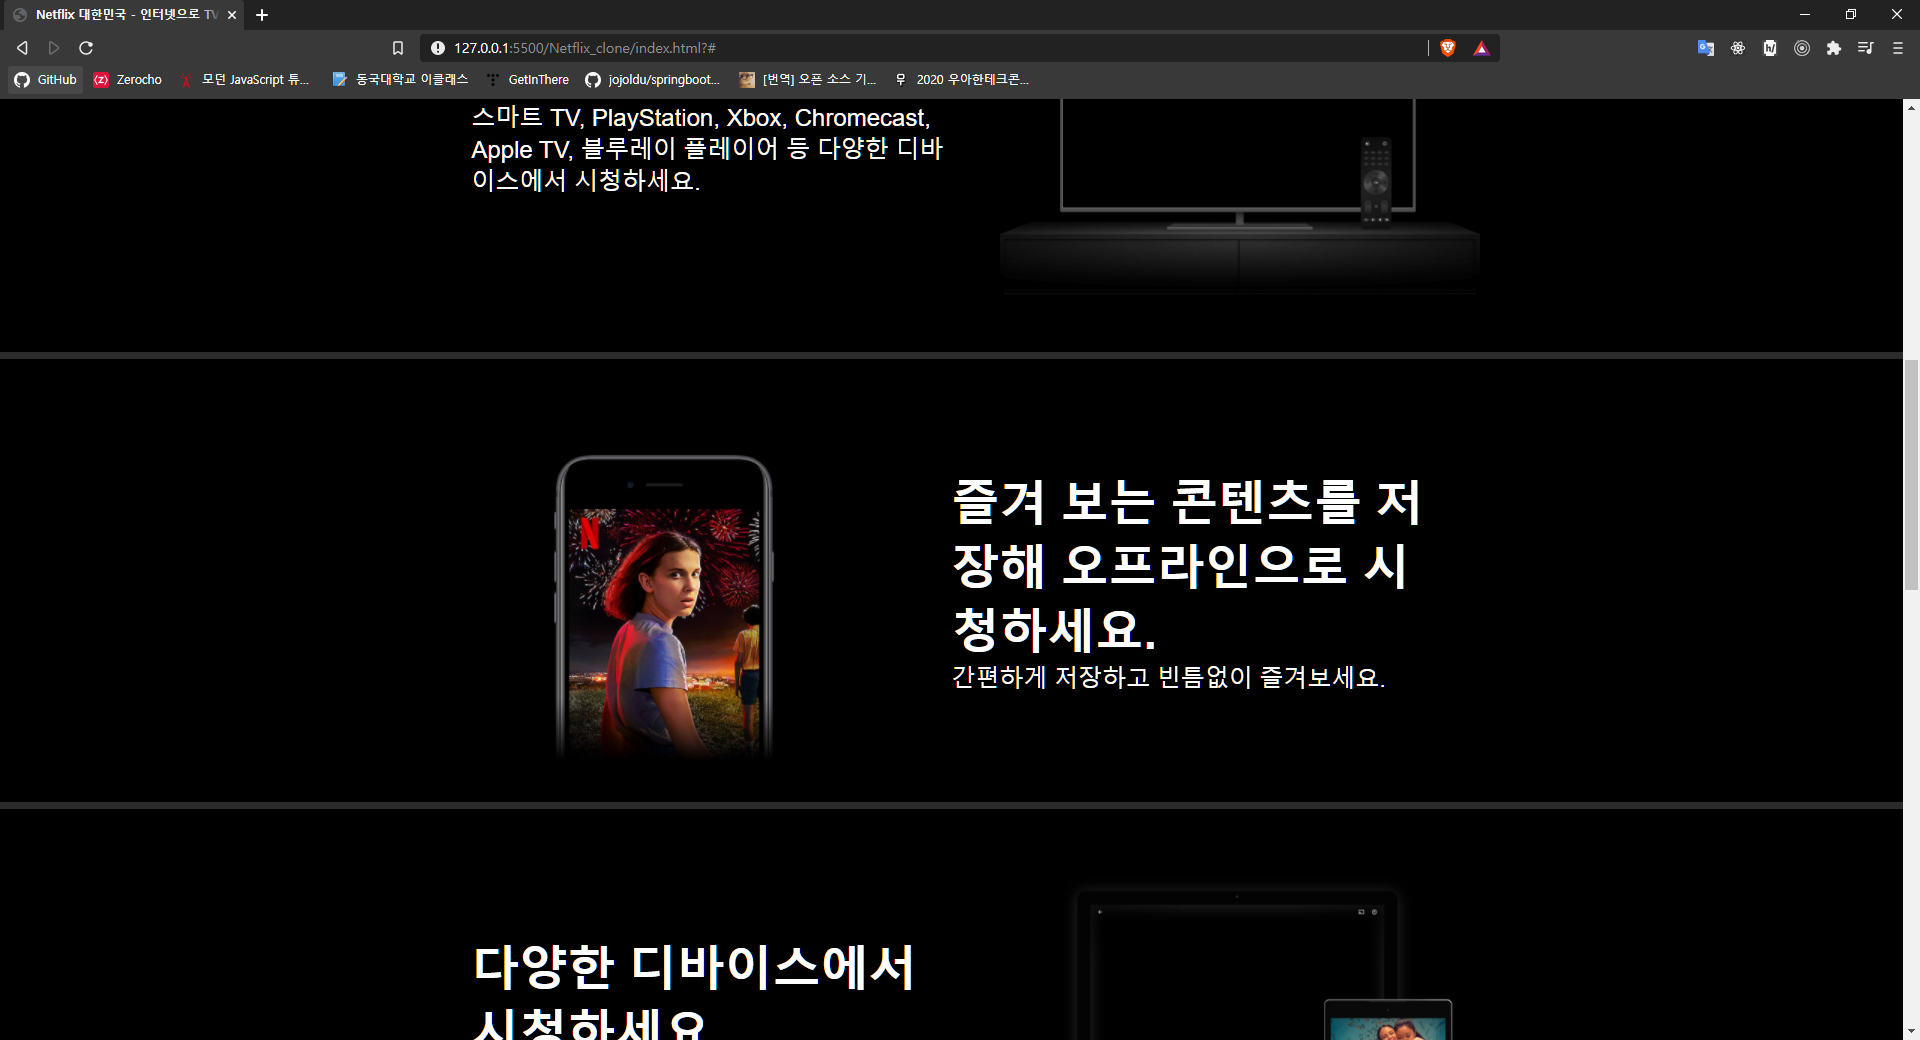 Netflix 대한민국 - 인터넷으로 TV
127.0.0.1:5500/Netflix_clone/index.html?#
GitHub
Zerocho
모던 JavaScript 튜...
동국대학교 이클래스
GetInThere
jojoldu/springboot...
[번역] 오픈 소스 기...
2020 우아한테크콘...
스마트 TV, PlayStation, Xbox, Chromecast,
Apple TV, 블루레이 플레이어 등 다양한 디바
이스에서 시청하세요.
N
즐겨 보는 콘텐츠를 저
장해 오프라인으로 시
청하세요.
간편하게 저장하고 빈틈없이 즐겨보세요.
다양한 디바이스에서
시청하세요